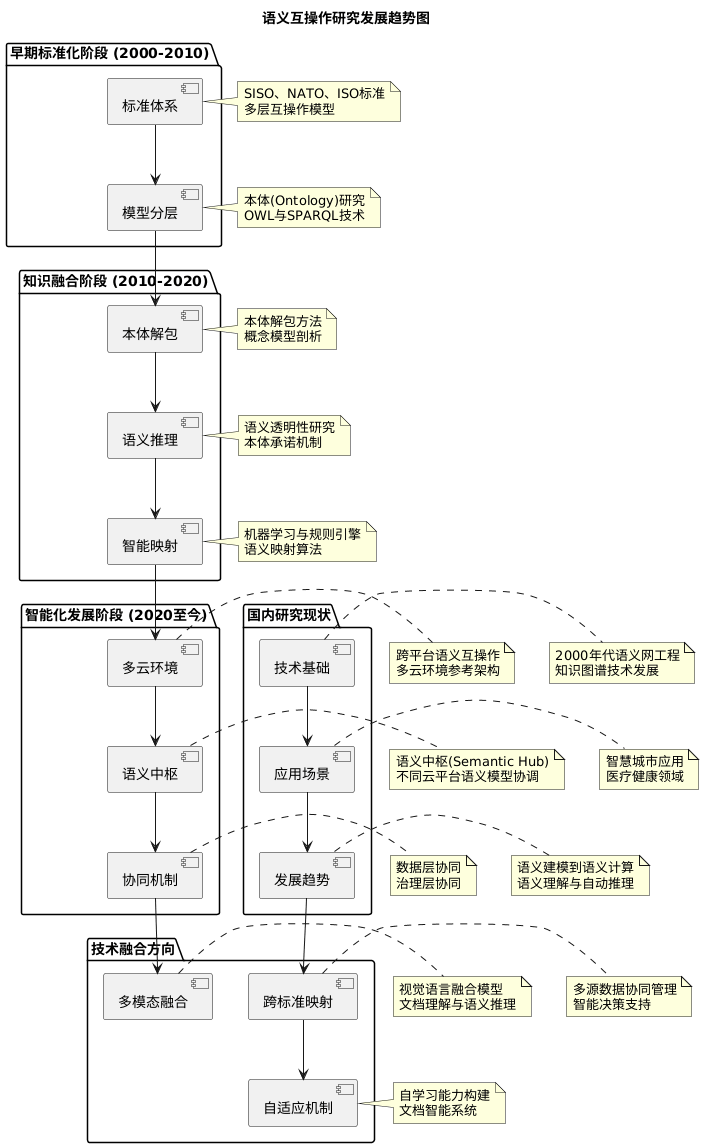 语义互操作研究发展趋势图
早期标准化阶段 (2000-2010)
标准体系
SISO、NATO、ISO标准
多层互操作模型
模型分层
本体(Ontology)研究
OWL与SPARQL技术
知识融合阶段 (2010-2020)
本体解包
本体解包方法
概念模型剖析
语义推理
语义透明性研究
本体承诺机制
智能映射
机器学习与规则引擎
语义映射算法
智能化发展阶段 (2020至今)
国内研究现状
多云环境
技术基础
跨平台语义互操作
多云环境参考架构
2000年代语义网工程
知识图谱技术发展
语义中枢
应用场景
语义中枢(Semantic Hub)
不同云平台语义模型协调
智慧城市应用
医疗健康领域
协同机制
发展趋势
数据层协同
治理层协同
语义建模到语义计算
语义理解与自动推理
技术融合方向
多模态融合
跨标准映射
视觉语言融合模型
文档理解与语义推理
多源数据协同管理
智能决策支持
自适应机制
自学习能力构建
文档智能系统